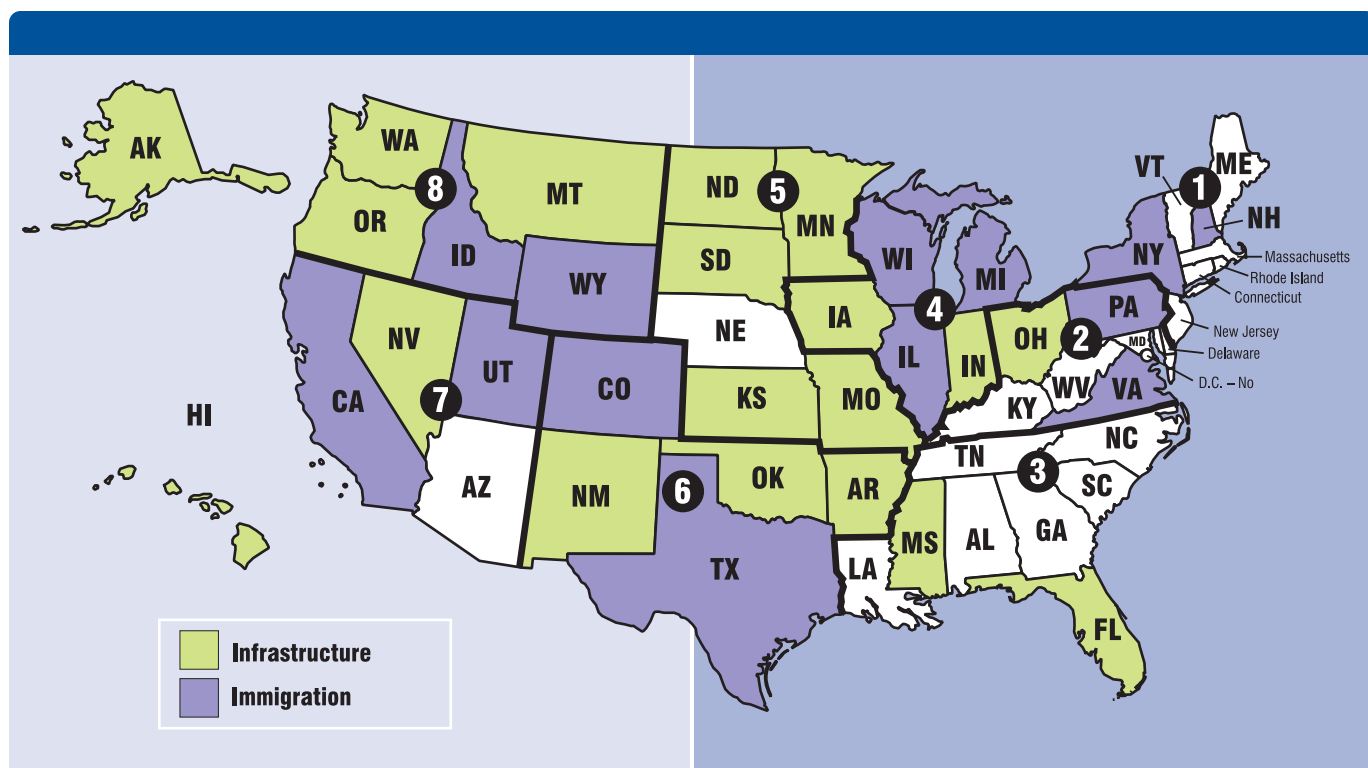 AK
WA
8
OR
ID
MT
WY
ND
5
MN
SD
NE
KS
IA
MO
WI
MI
4
IL
IN
OH
2
PA
NY
VT
1
ME
NH
Massachusetts
Rhode Island
Connecticut
New Jersey
Delaware
D.C. – No
MD
WV
VA
KY
NV
UT
CO
CA
7
AZ
HI
NM
6
OK
TX
AR
LA
MS
TN
3
NC
SC
AL
GA
FL
Infrastructure
Immigration